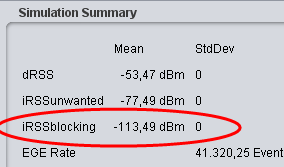 Simulation Summary
Mean StdDev
dRSS -53,47 dBm 0
iRSSunwanted -77,49 dBm 0
iRSSblocking -113,49 dBm 0
EGE Rate 41.320,25 Event